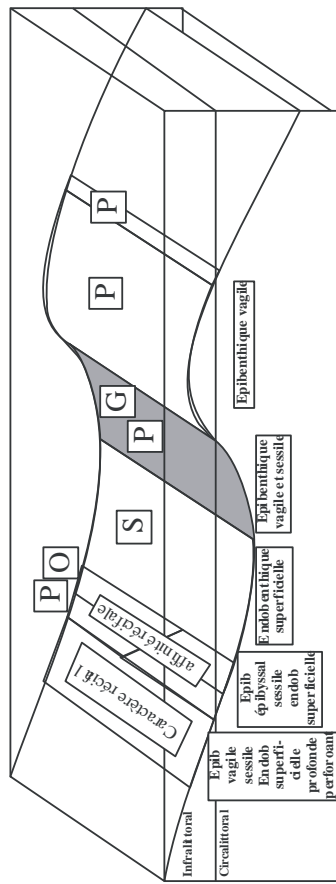 P
P
G
P
S
O
P
affinité récifale
Caractère récifal
Infralittoral
Circalittoral
Epibenthique vagile
Epibenthique
vagile et sessile
Endobenthique
superficielle
Epib
épibyssal
sessile
endob
superficielle
Epib
vagile
sessile
Endob
superfi-
cielle
profonde
perforoant